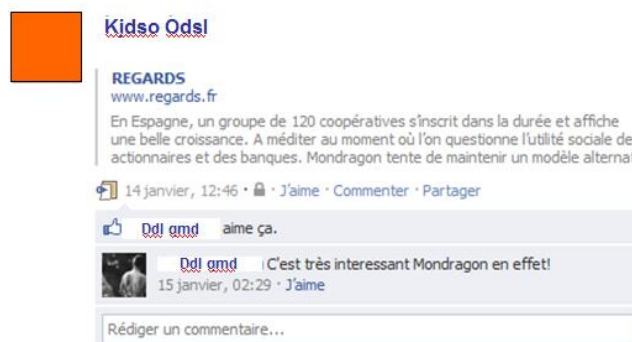 Kidso Odsl
REGARDS
www.regards.fr
En Espagne, un groupe de 120 coopératives s'inscrit dans la durée et affiche
une belle croissance. A méditer au moment où l'on questionne l'utilité sociale de
actionnaires et des banques. Mondragon tente de maintenir un modèle alternat
14 janvier, 12:46 · J'aime · Commenter · Partager
Ddl amd aime ça.
Ddl amd C'est très interessant Mondragon en effet!
15 janvier, 02:29 · J'aime
Rédiger un commentaire...